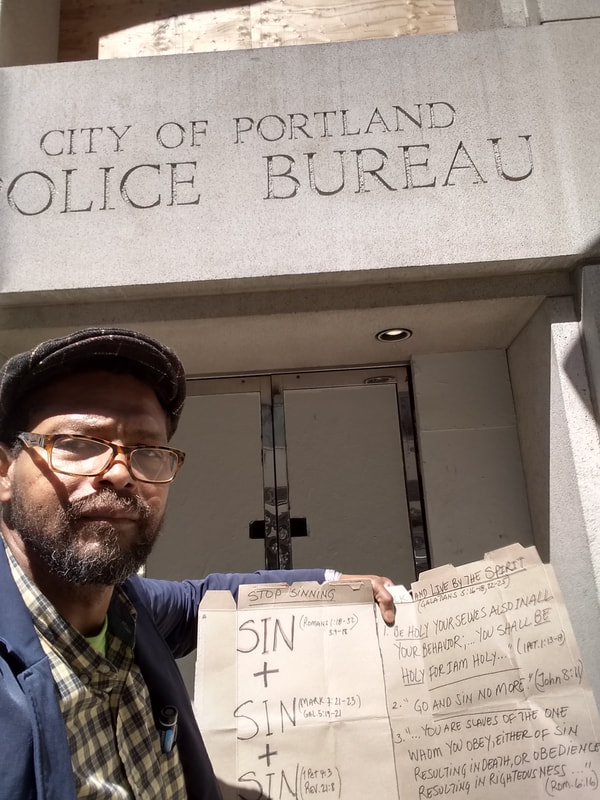 CITY OF PORTLAND
POLICE BUREAU
STOP SINNING
SIN (ROMANS 1:18-32)
3:9-18
+
SIN (MARK 7:21-23)
GAL. 5:19-21
+
SIN (1 Pet 4:3
Rev. 21:8)
AND LIVE BY THE SPIRIT
(GALATIANS 5:16-18, 22-25)
1. BE HOLY YOURSELVES ALSO IN ALL
YOUR BEHAVIOR; ...YOU SHALL BE
HOLY FOR I AM HOLY..." (1 PET. 1:13-19)
2. "GO AND SIN NO MORE" (John 8:11)
3. "...YOU ARE SLAVES OF THE ONE
WHOM YOU OBEY, EITHER OF SIN
RESULTING IN DEATH, OR OBEDIENCE
RESULTING IN RIGHTEOUSNESS ..."
(Rom. 6:16)